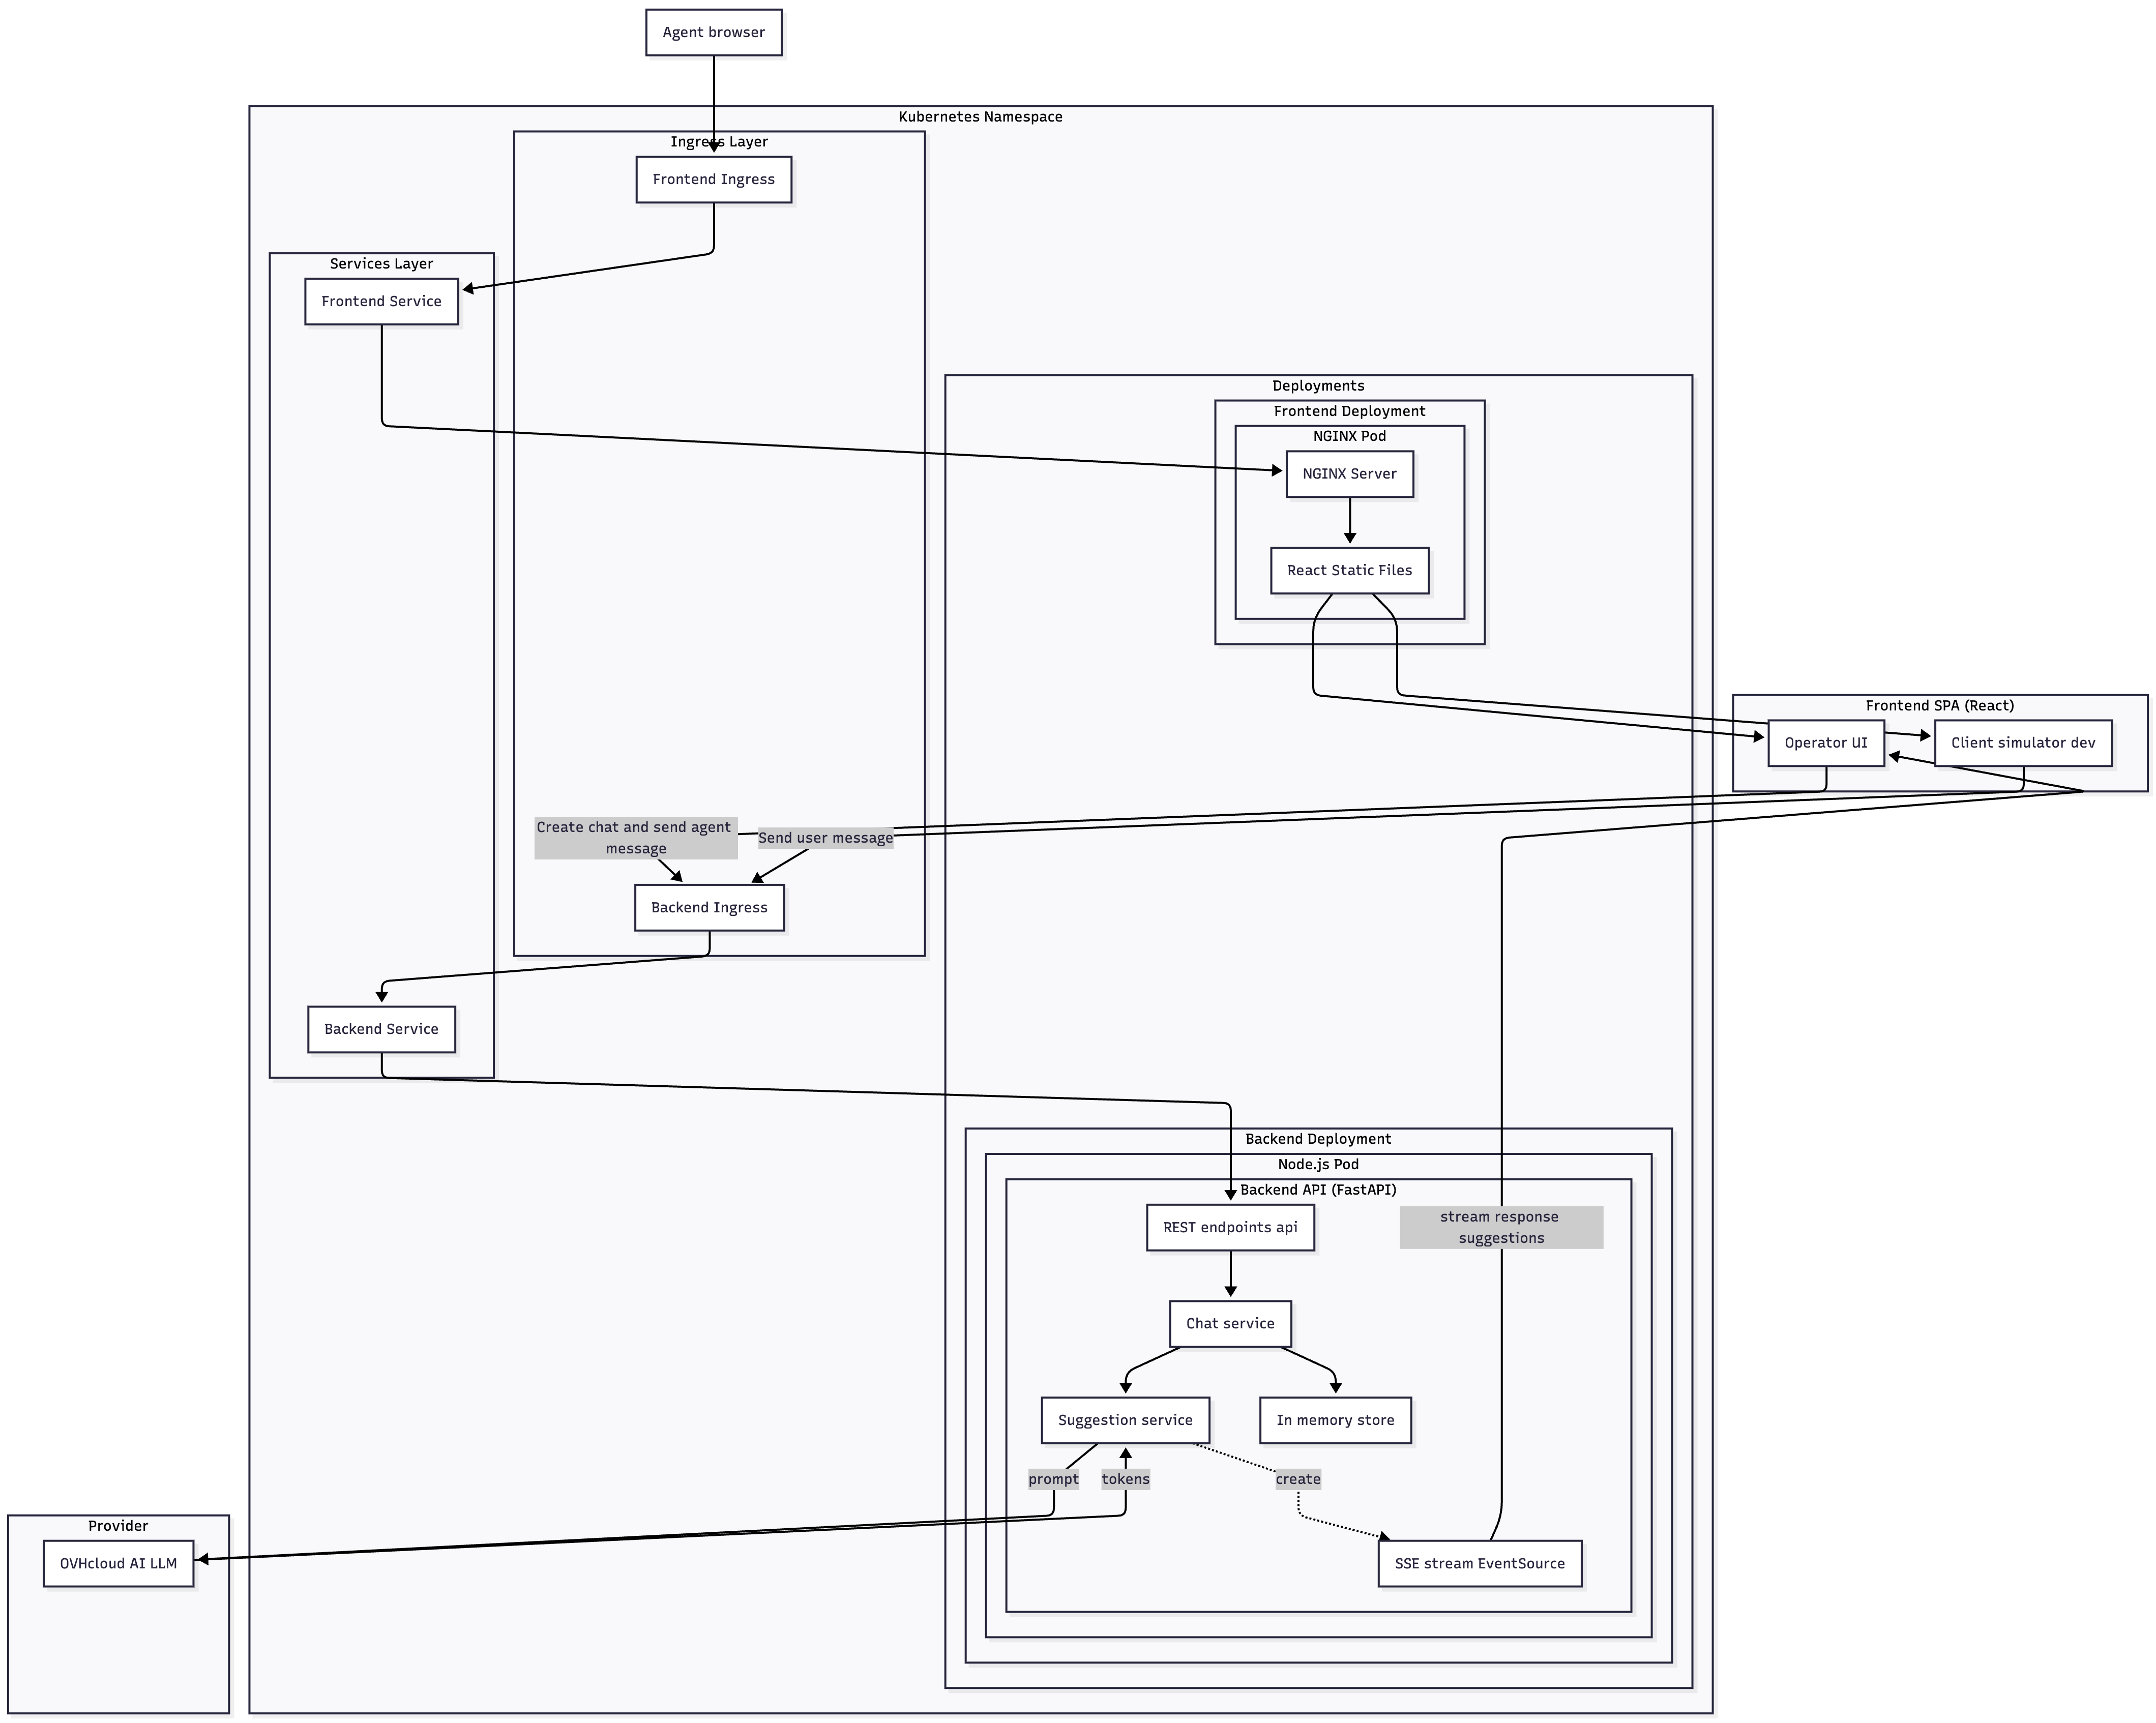 Agent browser
Kubernetes Namespace
Ingress Layer
Frontend Ingress
Services Layer
Frontend Service
Deployments
Frontend Deployment
NGINX Pod
NGINX Server
React Static Files
Frontend SPA (React)
Operator UI
Client simulator dev
Create chat and send agent
message
Send user message
Backend Ingress
Backend Service
Backend Deployment
Node.js Pod
Backend API (FastAPI)
REST endpoints api
stream response
suggestions
Chat service
Suggestion service
In memory store
prompt
tokens
create
Provider
OVHcloud AI LLM
SSE stream EventSource